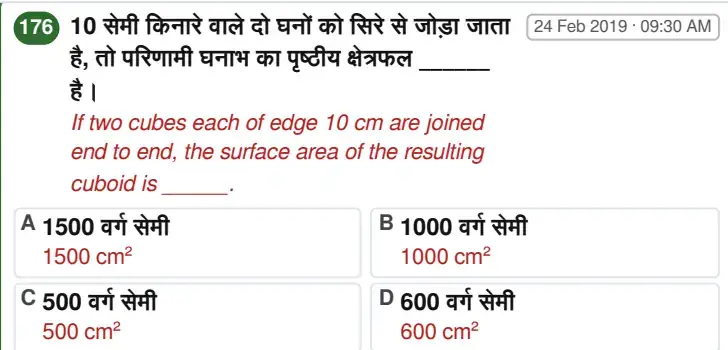 176 10 सेमी किनारे वाले दो घनों को सिरे से जोड़ा जाता 24 Feb 2019 · 09:30 AM
है, तो परिणामी घनाभ का पृष्टीय क्षेत्रफल ______
है।
If two cubes each of edge 10 cm are joined
end to end, the surface area of the resulting
cuboid is ______.
A 1500 वर्ग सेमी B 1000 वर्ग सेमी
1500 cm² 1000 cm²
C 500 वर्ग सेमी D 600 वर्ग सेमी
500 cm² 600 cm²